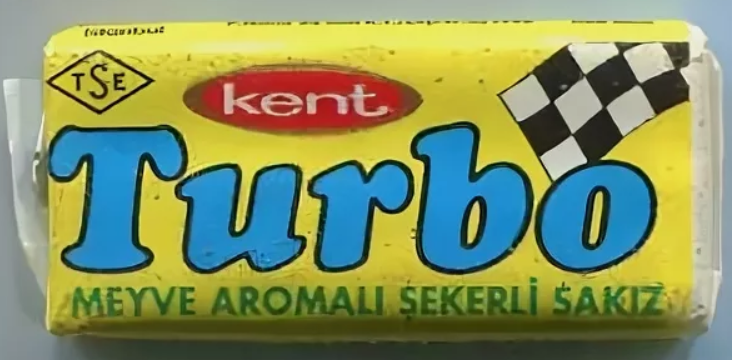 TSE
kent
Turbo
MEYVE AROMALI ŞEKERLİ SAKIZ